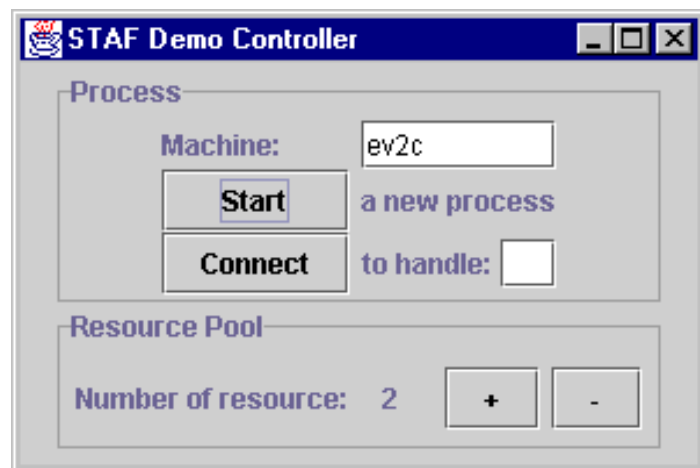 STAF Demo Controller
Process
Machine: ev2c
Start a new process
Connect to handle:
Resource Pool
Number of resource: 2 + -